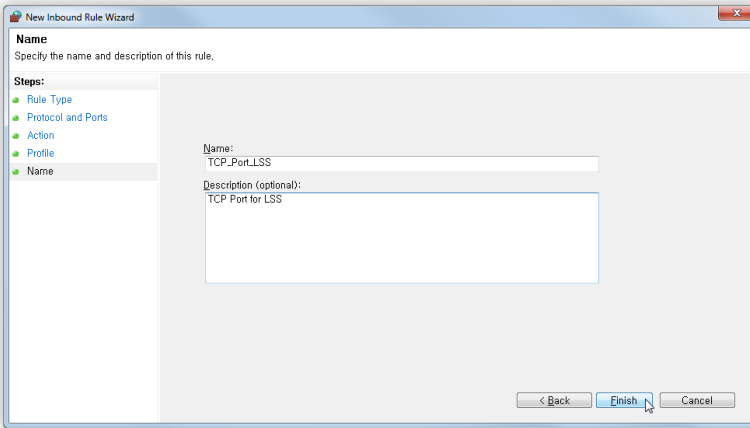 New Inbound Rule Wizard
Name
Specify the name and description of this rule,
Steps:
Rule Type
Protocol and Ports
Action
Profile
Name
Name:
TCP_Port_LSS
Description (optional):
TCP Port for LSS
< Back
Finish
Cancel